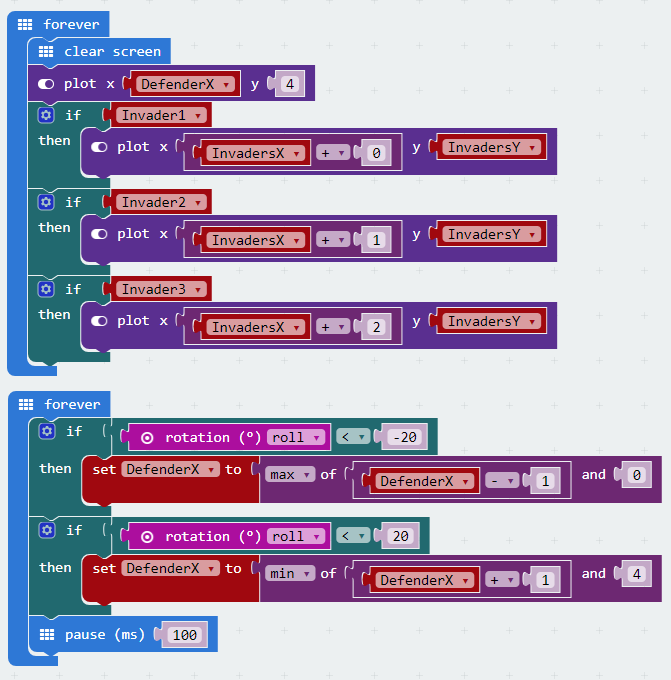 forever
clear screen
plot x DefenderX y 4
if Invader1
then plot x InvadersX + 0 y InvadersY
if Invader2
then plot x InvadersX + 1 y InvadersY
if Invader3
then plot x InvadersX + 2 y InvadersY
forever
if rotation (º) roll < -20
then set DefenderX to max of DefenderX - 1 and 0
if rotation (º) roll < 20
then set DefenderX to min of DefenderX + 1 and 4
pause (ms) 100